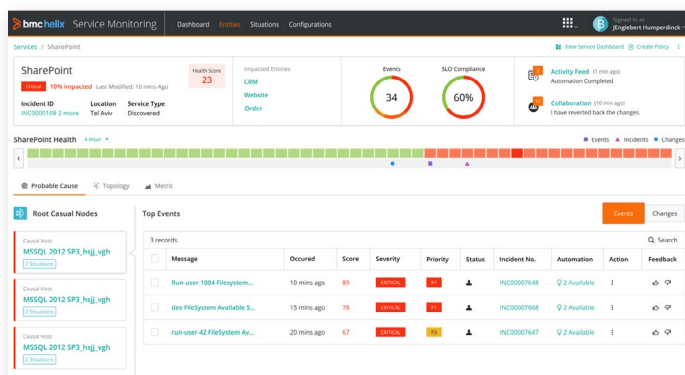 bmc helix Service Monitoring Dashboard Entities Situations Configurations Signed in as
JEnglebert Humperdinck
Services / SharePoint View Service Dashboard Create Policy
SharePoint
Critical 10% impacted Last Modified: 10 mins Ago
Incident ID Location Service Type
INC0000108 2 more Tel Aviv Discovered
Health Score
23
Impacted Entities
CRM
Website
Order
Events
34
SLO Compliance
60%
Activity Feed (1 min ago)
Automation Completed
Collaboration (10 min ago)
I have reverted back the changes.
SharePoint Health 4 Hour Events Incidents Changes
Probable Cause Topology Metric
Root Casual Nodes
Causal Host
MSSQL 2012 SP3_hsjj_vgh
2 Situations
Causal Host
MSSQL 2012 SP3_hsjj_vgh
2 Situations
Causal Host
MSSQL 2012 SP3_hsjj_vgh
2 Situations
Top Events Events Changes
3 records Search
Message Occured Score Severity Priority Status Incident No. Automation Action Feedback
Run user-1004 Filesystem... 10 mins ago 89 CRITICAL P1 INC00007648 2 Available
dev FileSystem Available S... 15 mins ago 78 CRITICAL P1 INC00007668 2 Available
run-user-42 FileSystem Av... 20 mins ago 67 CRITICAL P3 INC00007647 2 Available